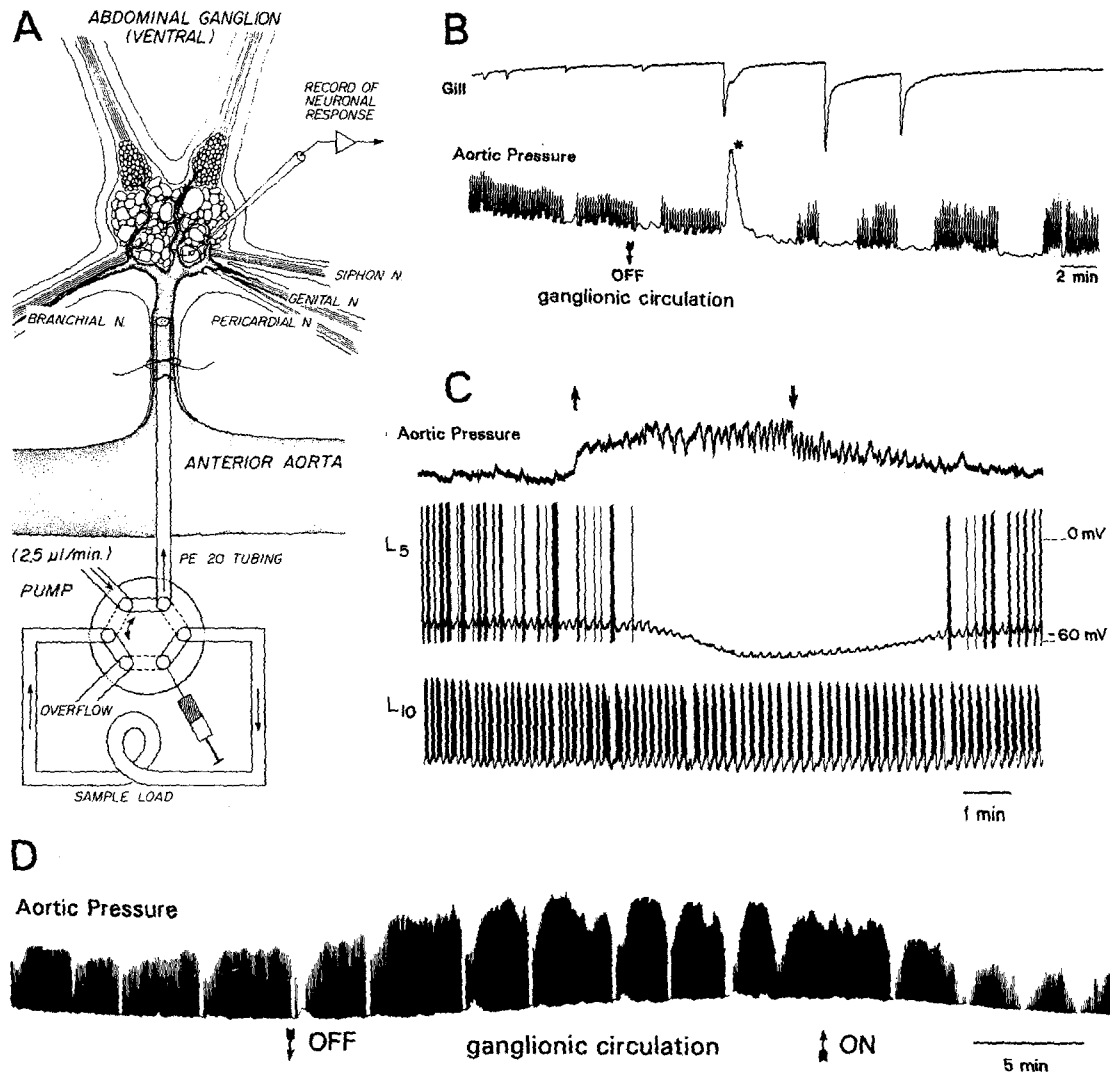 A
ABDOMINAL GANGLION
(VENTRAL)
RECORD OF
NEURONAL
RESPONSE
SIPHON N.
GENITAL N
BRANCHIAL N.
PERICARDIAL N
ANTERIOR AORTA
(2.5 µl/min.)
PE 20 TUBING
PUMP
OVERFLOW
SAMPLE LOAD
B
Gill
Aortic Pressure
*
OFF
ganglionic circulation
2 min
C
Aortic Pressure
L5
0 mV
-60 mV
L10
1 min
D
Aortic Pressure
OFF
ganglionic circulation
ON
5 min